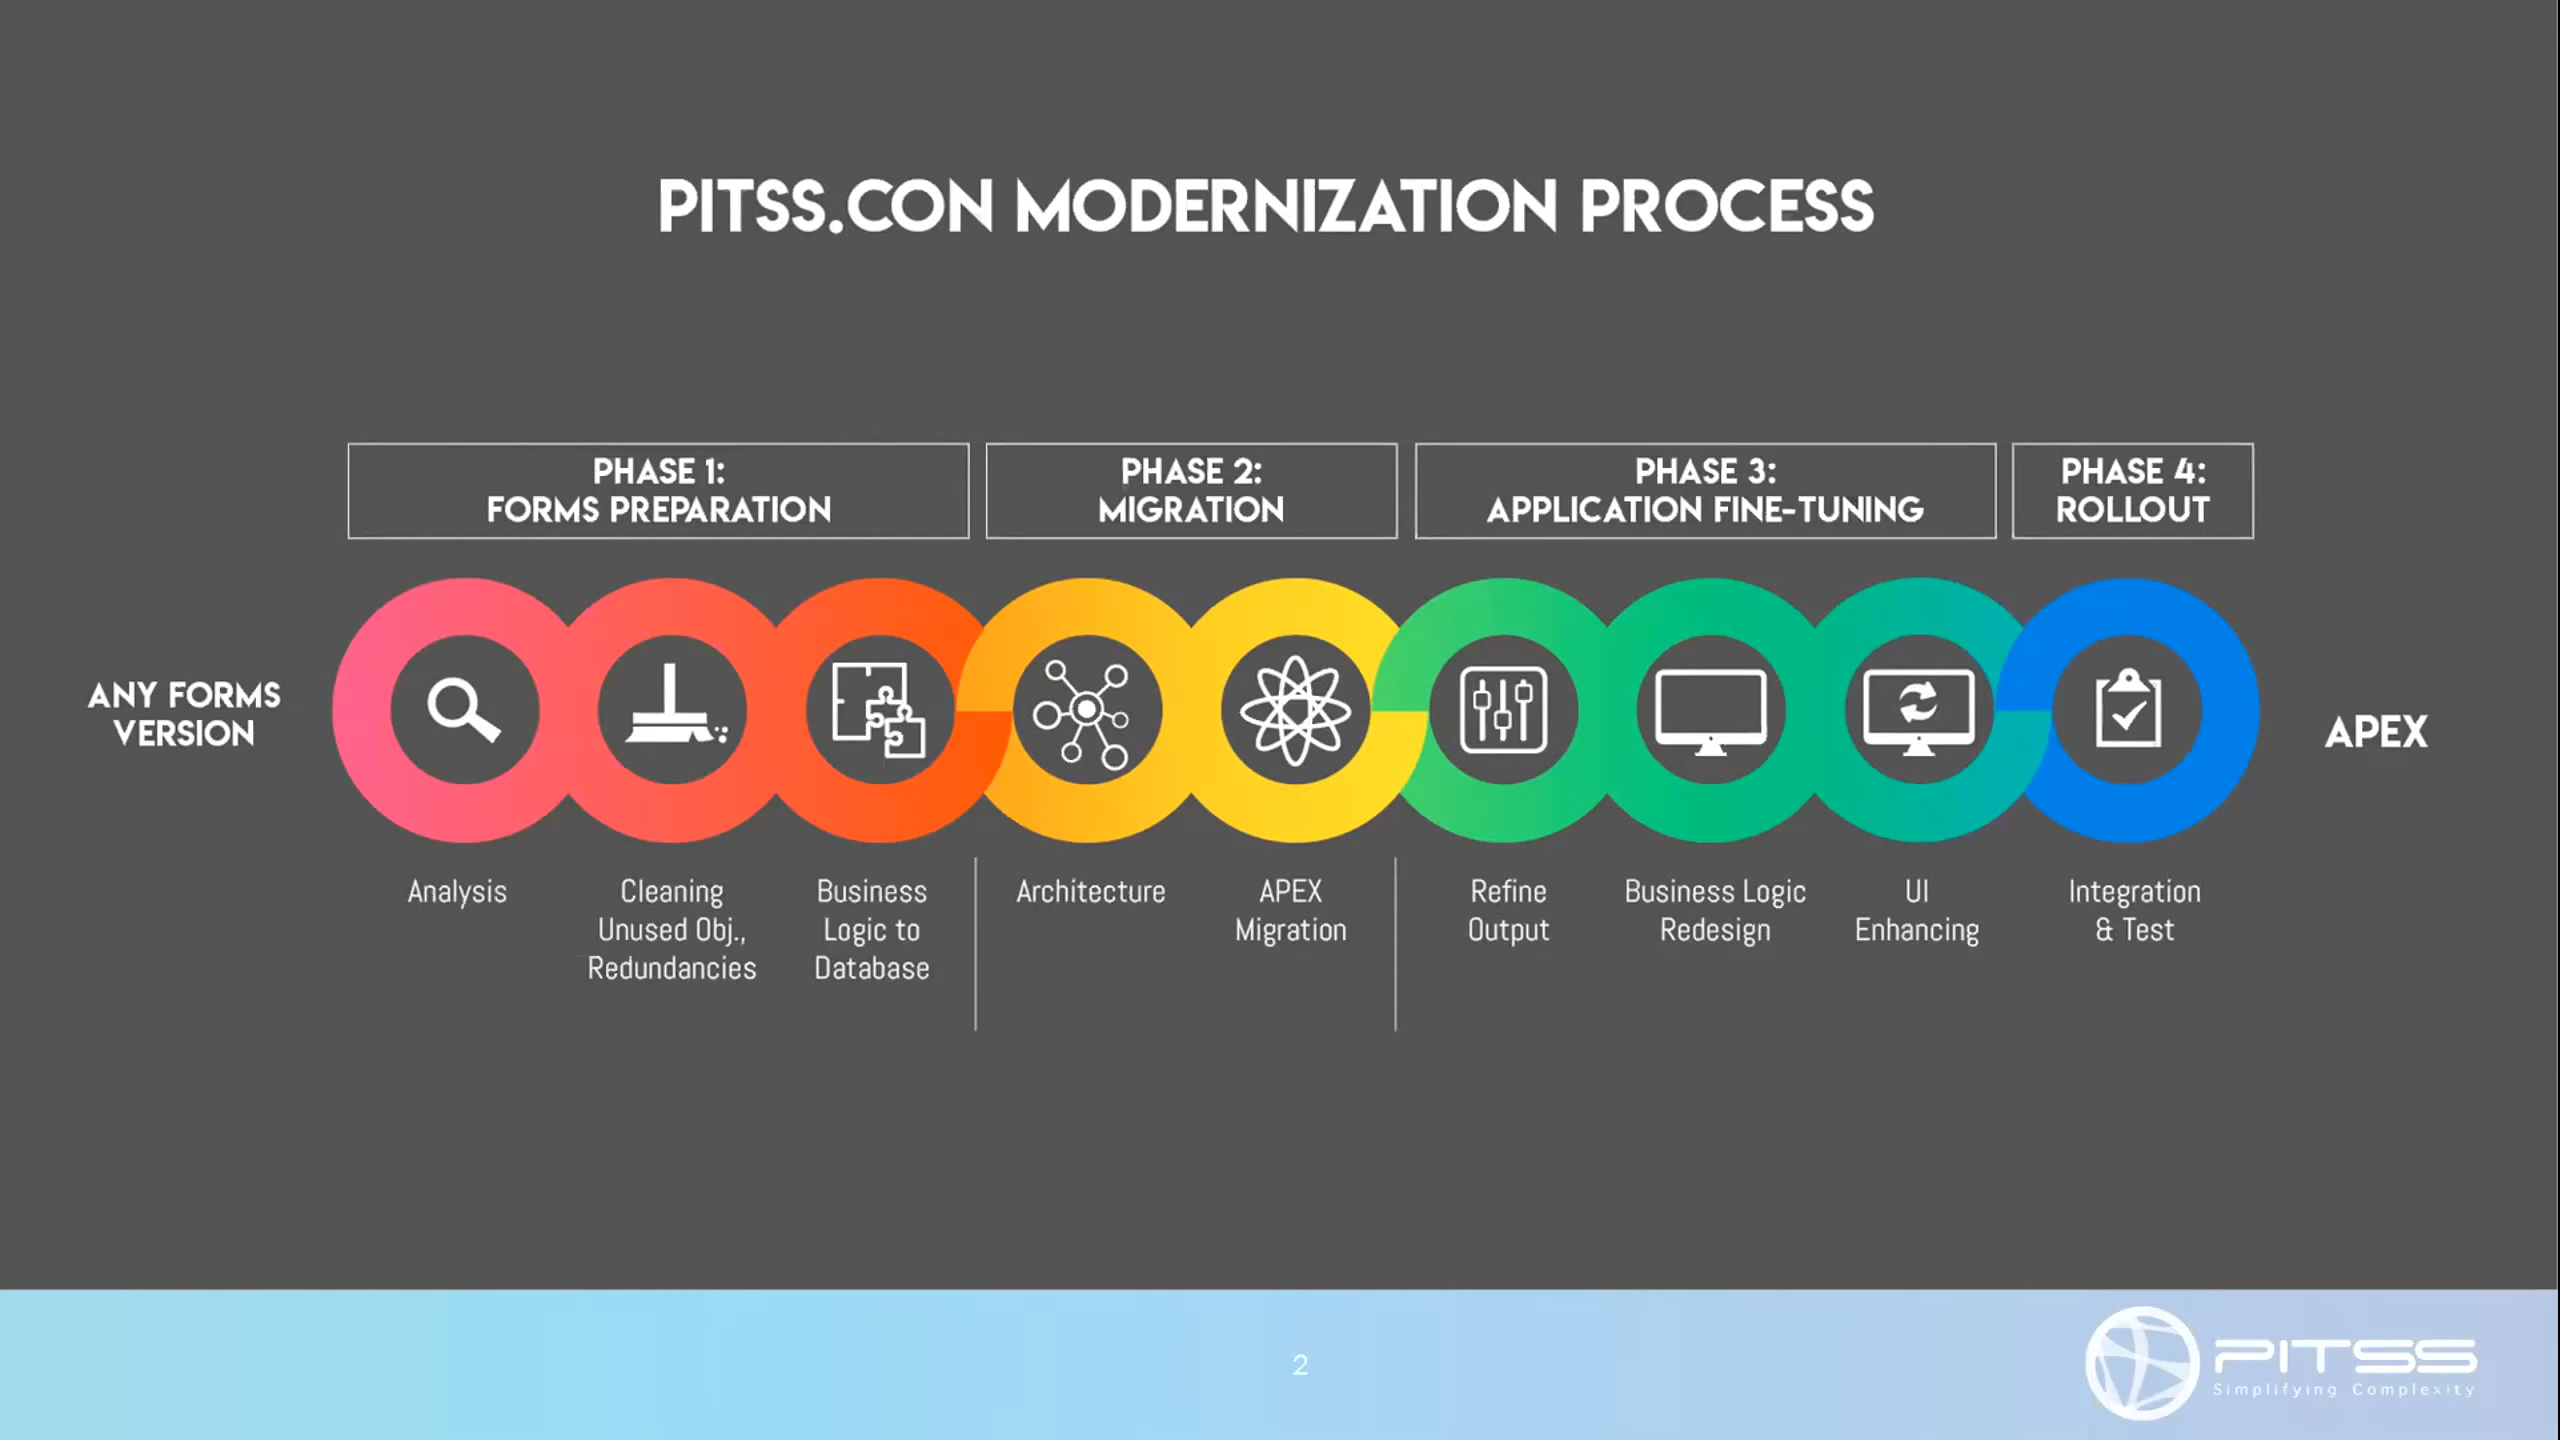 PITSS.CON MODERNIZATION PROCESS
PHASE 1:
FORMS PREPARATION
PHASE 2:
MIGRATION
PHASE 3:
APPLICATION FINE-TUNING
PHASE 4:
ROLLOUT
ANY FORMS
VERSION
APEX
Analysis
Cleaning
Unused Obj.,
Redundancies
Business
Logic to
Database
Architecture
APEX
Migration
Refine
Output
Business Logic
Redesign
UI
Enhancing
Integration
& Test
2
PITSS
Simplifying Complexity